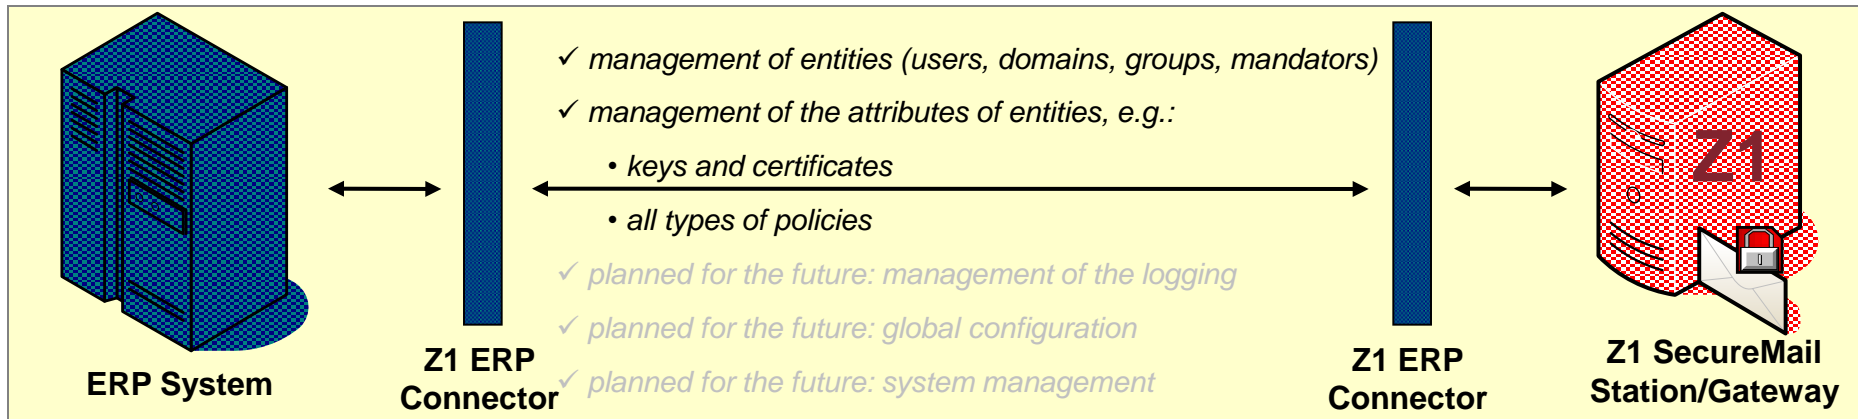 ✓ management of entities (users, domains, groups, mandators)
✓ management of the attributes of entities, e.g.:
• keys and certificates
• all types of policies
✓ planned for the future: management of the logging
✓ planned for the future: global configuration
✓ planned for the future: system management
ERP System
Z1 ERP
Connector
Z1 ERP
Connector
Z1
Z1 SecureMail
Station/Gateway